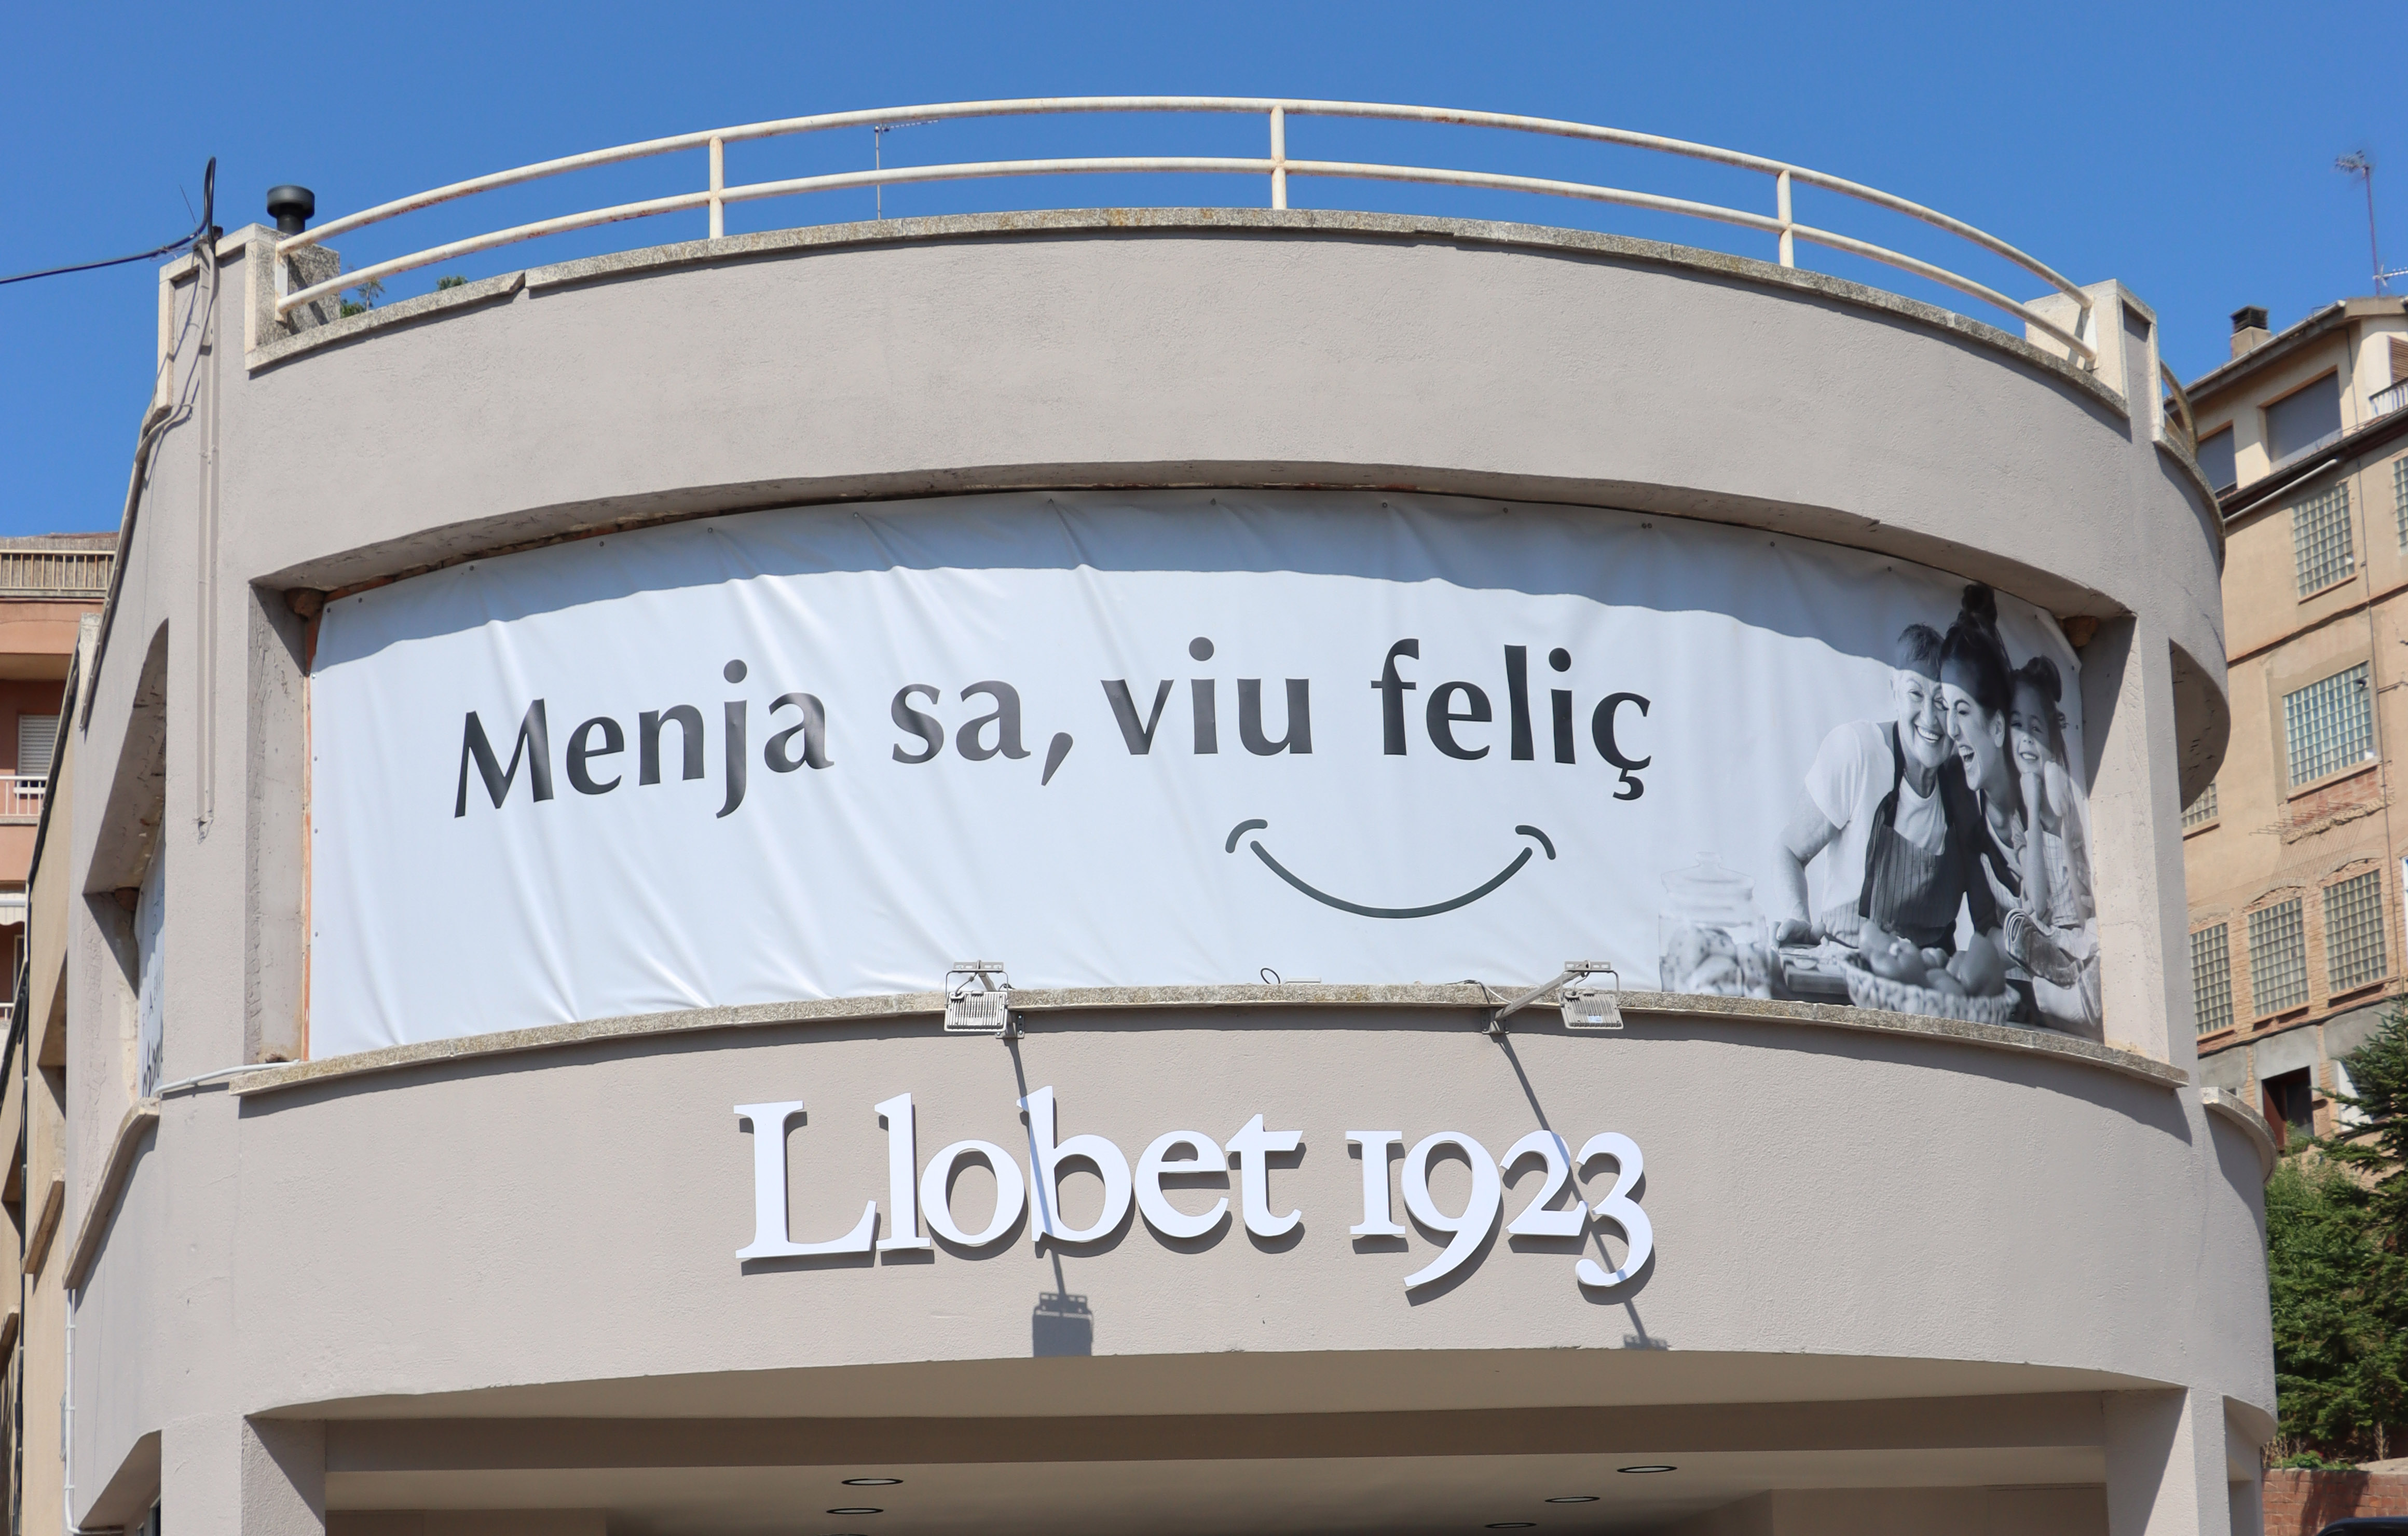 Menja sa, viu feliç
Llobet 1923